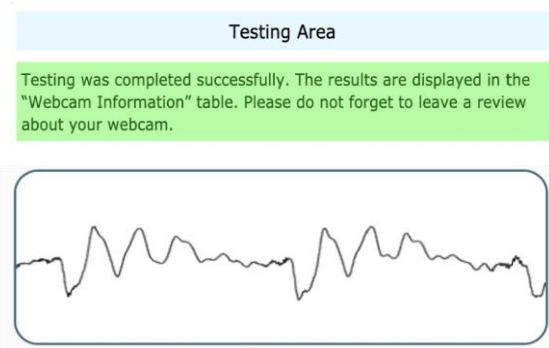 Testing Area
Testing was completed successfully. The results are displayed in the
“Webcam Information” table. Please do not forget to leave a review
about your webcam.